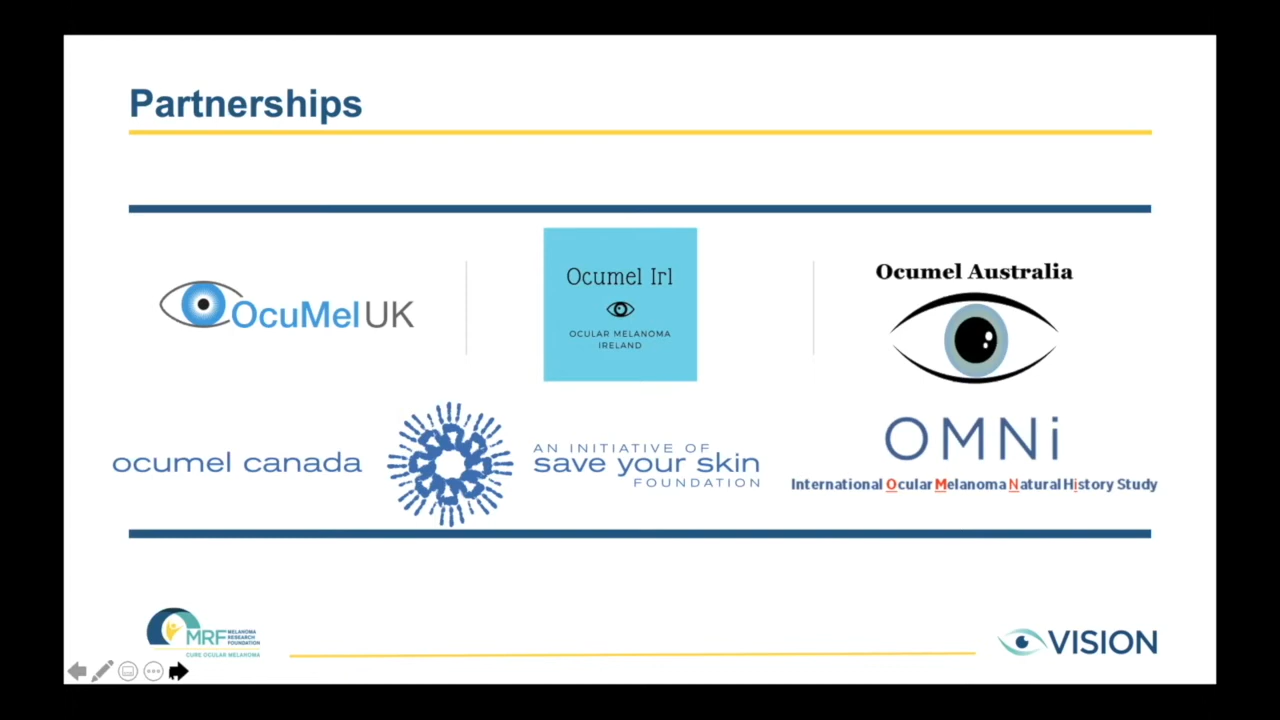 Partnerships
OcuMel UK
Ocumel Irl
OCULAR MELANOMA
IRELAND
Ocumel Australia
ocumel canada
AN INITIATIVE OF
save your skin
FOUNDATION
OMNi
International Ocular Melanoma Natural History Study
MRF
MELANOMA
RESEARCH
FOUNDATION
CURE OCULAR MELANOMA
VISION